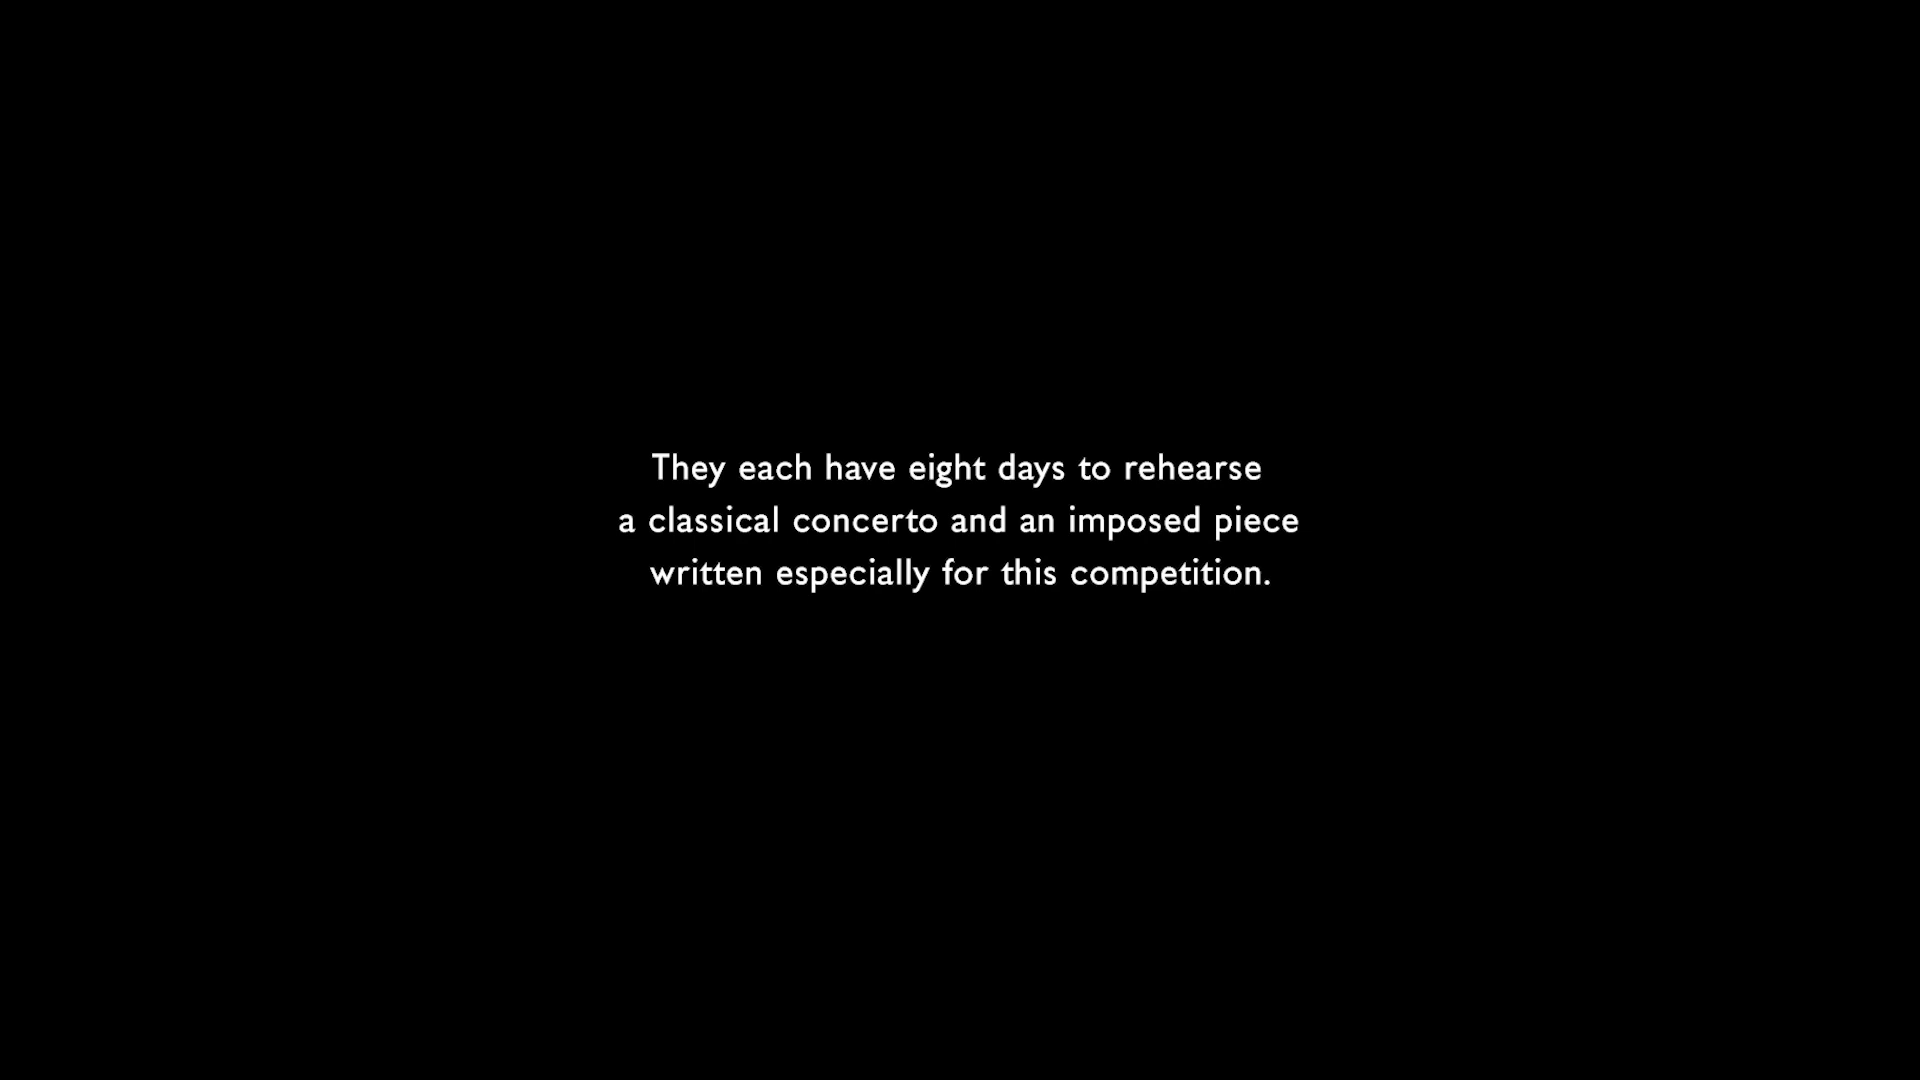 They each have eight days to rehearse
a classical concerto and an imposed piece
written especially for this competition.